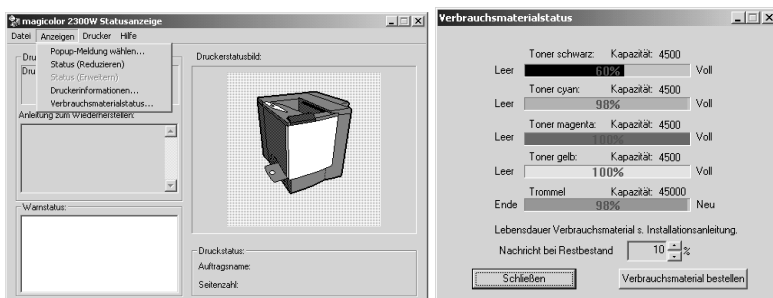 magicolor 2300W Statusanzeige
Datei Anzeigen Drucker Hilfe
Popup-Meldung wählen...
Status (Reduzieren)
Status (Erweitern)
Druckerinformationen...
Verbrauchsmaterialstatus...
Dru
Dru
Anleitung zum Wiederherstellen:
Warnstatus:
Druckerstatusbild:
Druckstatus:
Auftragsname:
Seitenzahl:
Verbrauchsmaterialstatus
Toner schwarz: Kapazität: 4500
Leer 60% Voll
Toner cyan: Kapazität: 4500
Leer 98% Voll
Toner magenta: Kapazität: 4500
Leer 100% Voll
Toner gelb: Kapazität: 4500
Leer 100% Voll
Trommel Kapazität: 45000
Ende 98% Neu
Lebensdauer Verbrauchsmaterial s. Installationsanleitung.
Nachricht bei Restbestand 10 %
Schließen Verbrauchsmaterial bestellen